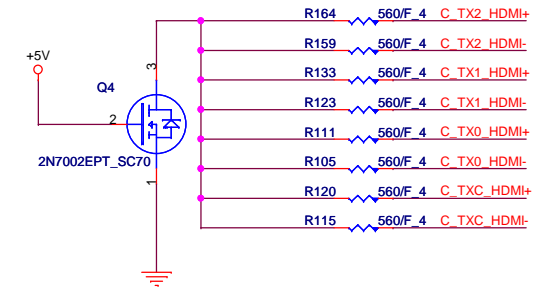 R164 560/F_4 C_TX2_HDMI+
R159 560/F_4 C_TX2_HDMI-
+5V
3
R133 560/F_4 C_TX1_HDMI+
Q4
R123 560/F_4 C_TX1_HDMI-
2
R111 560/F_4 C_TX0_HDMI+
2N7002EPT_SC70
R105 560/F_4 C_TX0_HDMI-
1
R120 560/F_4 C_TXC_HDMI+
R115 560/F_4 C_TXC_HDMI-